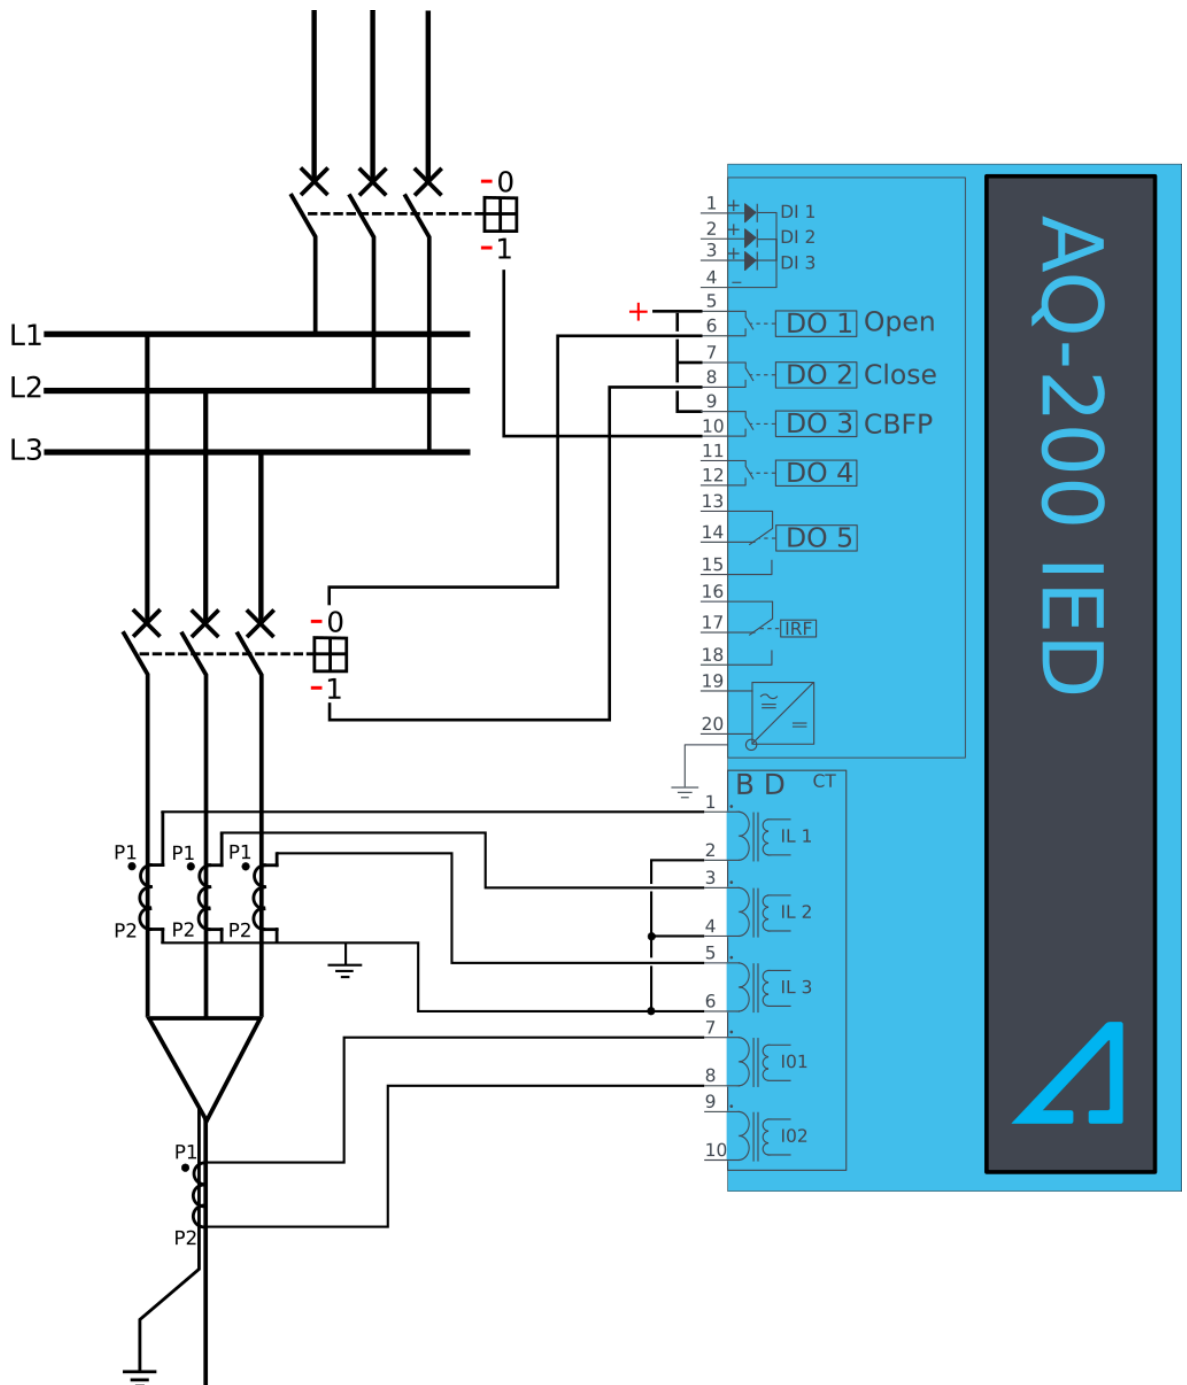 -0
-1
L1
L2
L3
-0
-1
P1 P1 P1
P2 P2 P2
P1
P2
+
1 + DI 1
2 + DI 2
3 + DI 3
4 −
5
6 DO 1 Open
7
8 DO 2 Close
9
10 DO 3 CBFP
11
12 DO 4
13
14 DO 5
15
16
17 IRF
18
19
20
B D CT
1
IL 1
2
3
IL 2
4
5
IL 3
6
7
I01
8
9
I02
10
AQ-200 IED